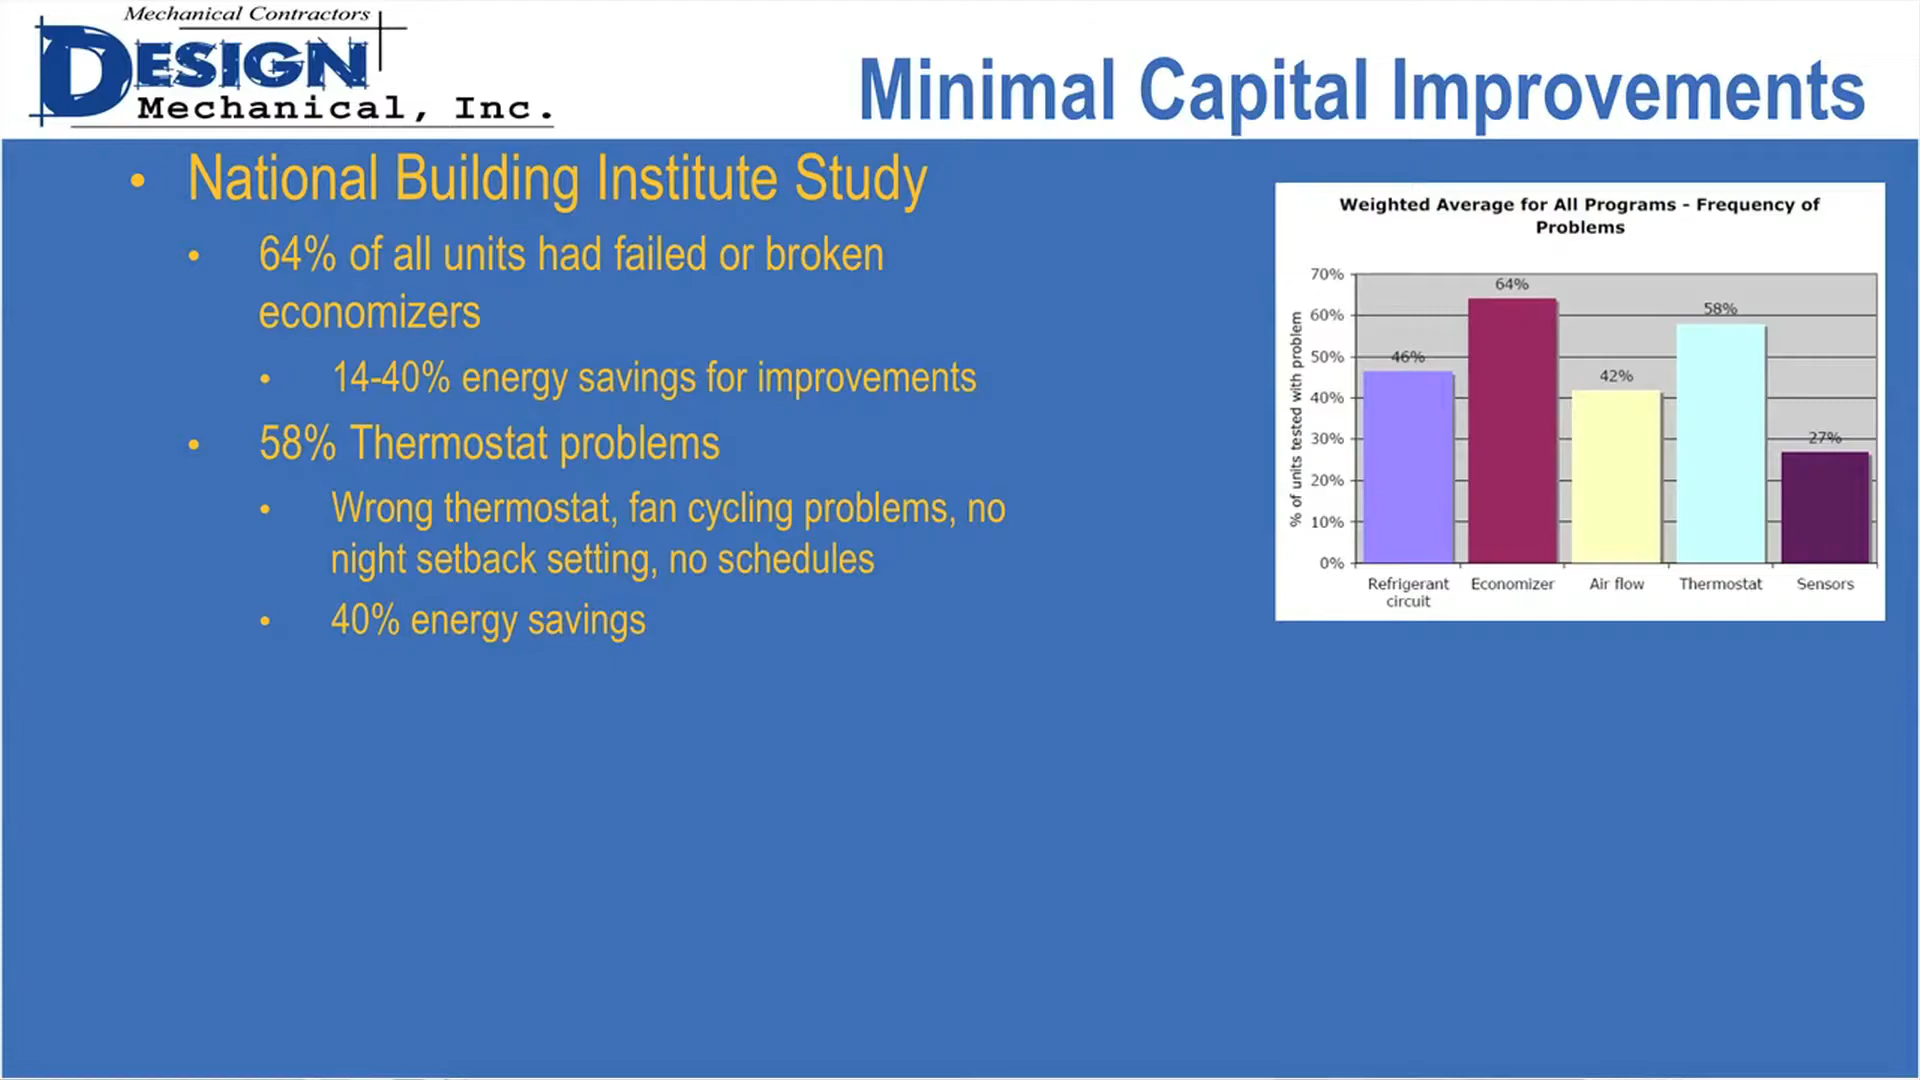 Mechanical Contractors
DESIGN
Mechanical, Inc.
Minimal Capital Improvements
• National Building Institute Study
• 64% of all units had failed or broken
economizers
• 14-40% energy savings for improvements
• 58% Thermostat problems
• Wrong thermostat, fan cycling problems, no
night setback setting, no schedules
• 40% energy savings
Weighted Average for All Programs - Frequency of
Problems
% of units tested with problem
70%
60%
50%
40%
30%
20%
10%
0%
46%
64%
42%
58%
27%
Refrigerant
circuit
Economizer
Air flow
Thermostat
Sensors